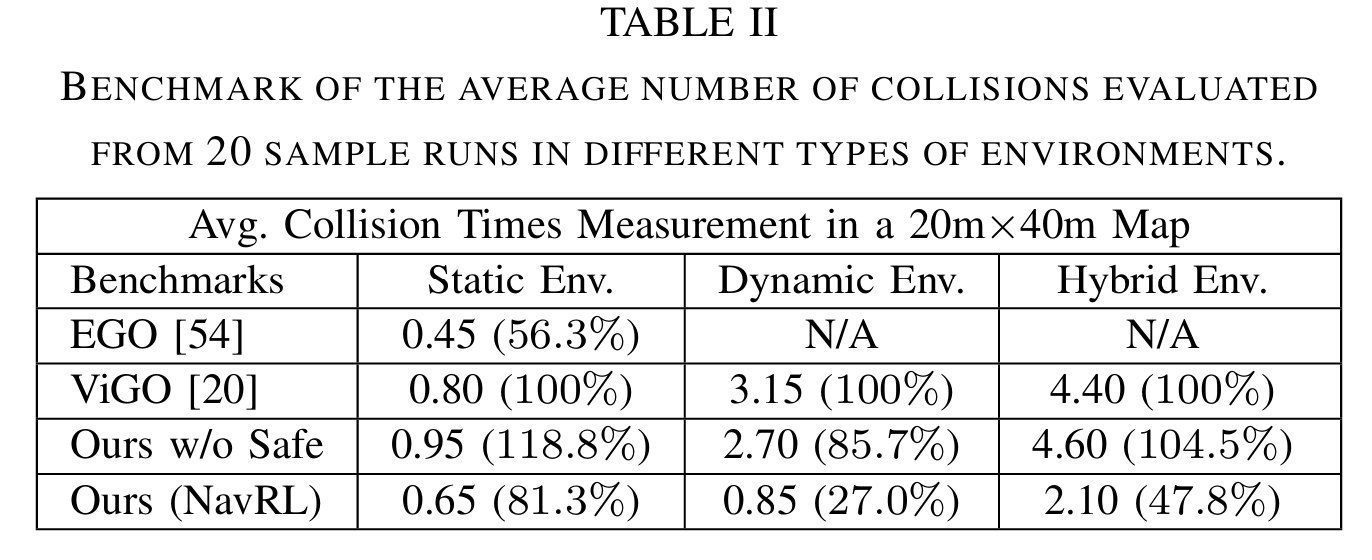 TABLE II
BENCHMARK OF THE AVERAGE NUMBER OF COLLISIONS EVALUATED
FROM 20 SAMPLE RUNS IN DIFFERENT TYPES OF ENVIRONMENTS.
Avg. Collision Times Measurement in a 20m×40m Map
Benchmarks Static Env. Dynamic Env. Hybrid Env.
EGO [54] 0.45 (56.3%) N/A N/A
ViGO [20] 0.80 (100%) 3.15 (100%) 4.40 (100%)
Ours w/o Safe 0.95 (118.8%) 2.70 (85.7%) 4.60 (104.5%)
Ours (NavRL) 0.65 (81.3%) 0.85 (27.0%) 2.10 (47.8%)